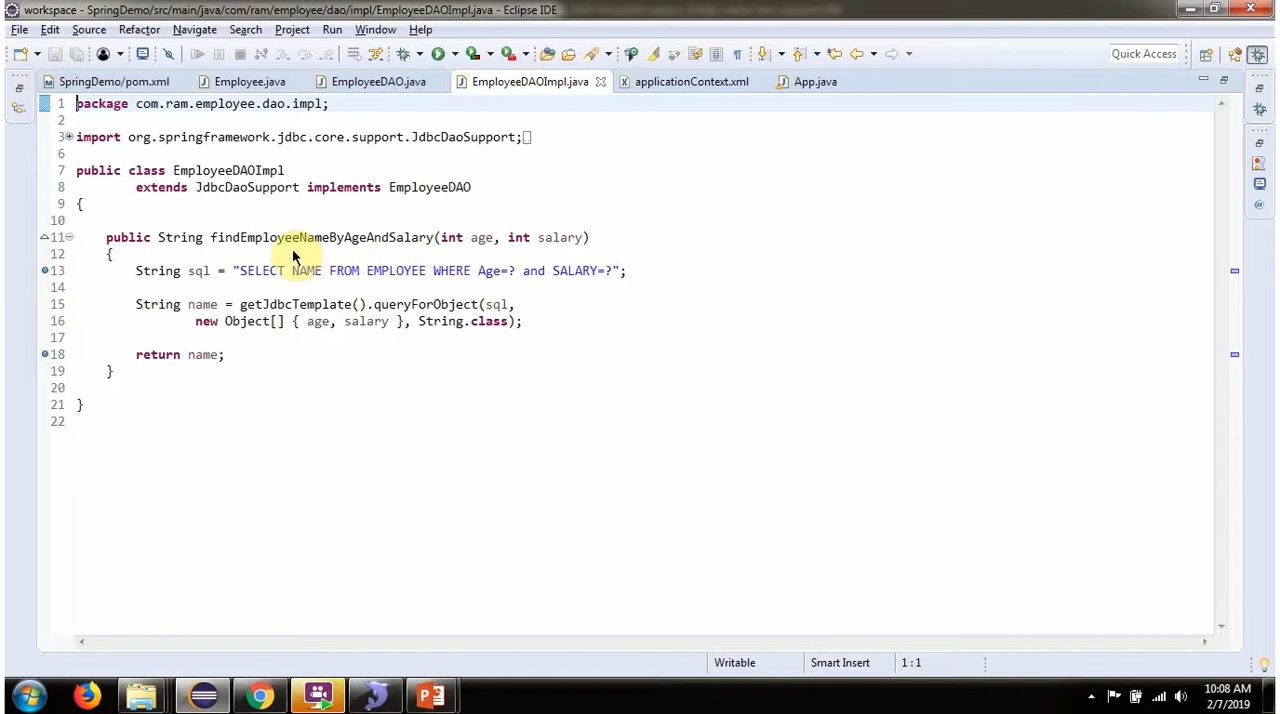 workspace - SpringDemo/src/main/java/com/ram/employee/dao/impl/EmployeeDAOImpl.java - Eclipse IDE
File Edit Source Refactor Navigate Search Project Run Window Help
Quick Access
SpringDemo/pom.xml Employee.java EmployeeDAO.java EmployeeDAOImpl.java applicationContext.xml App.java
1 package com.ram.employee.dao.impl;
2
3 import org.springframework.jdbc.core.support.JdbcDaoSupport;
6
7 public class EmployeeDAOImpl
8 extends JdbcDaoSupport implements EmployeeDAO
9 {
10
11 public String findEmployeeNameByAgeAndSalary(int age, int salary)
12 {
13 String sql = "SELECT NAME FROM EMPLOYEE WHERE Age=? and SALARY=?";
14
15 String name = getJdbcTemplate().queryForObject(sql,
16 new Object[] { age, salary }, String.class);
17
18 return name;
19 }
20
21 }
22
Writable Smart Insert 1:1
10:08 AM
2/7/2019